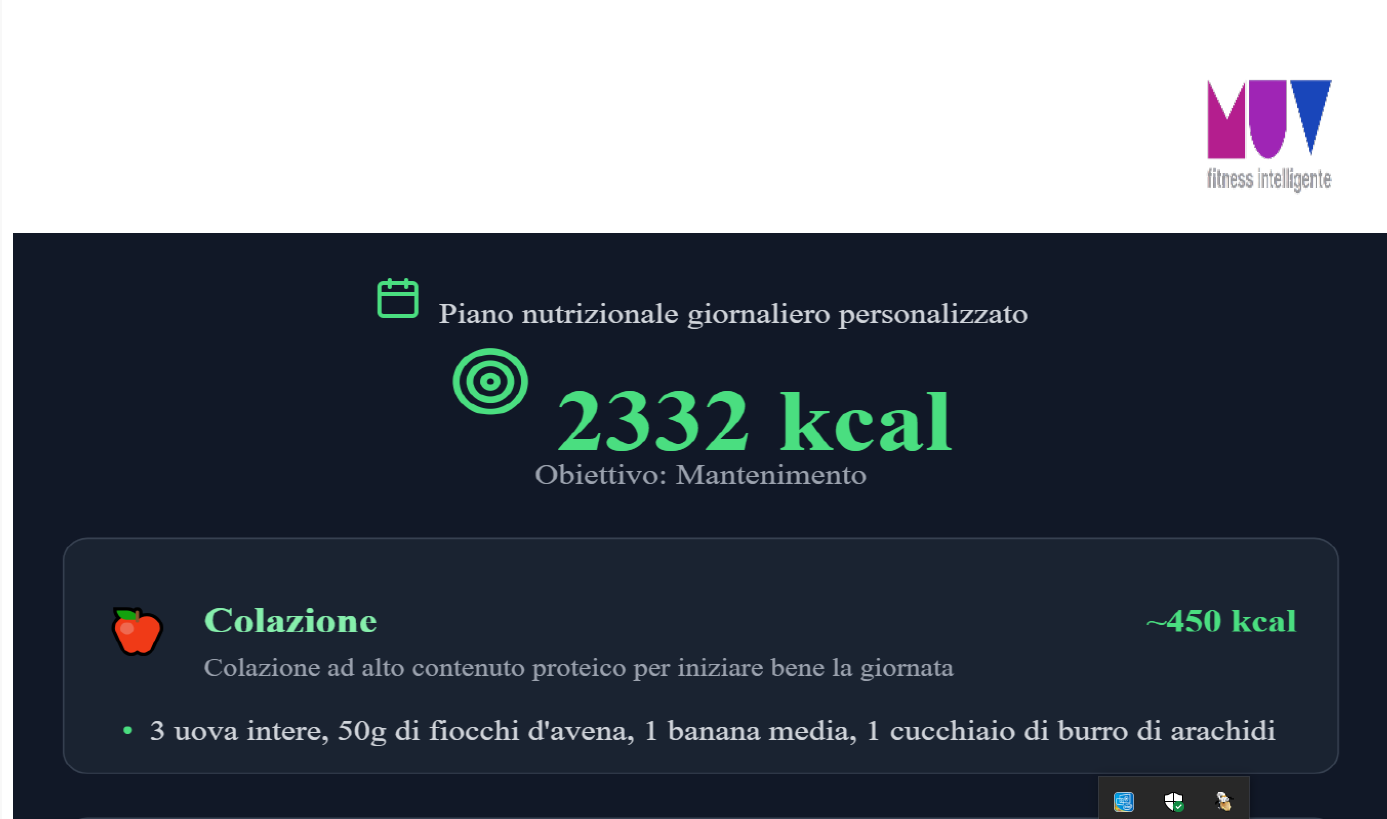 MUV
fitness intelligente
Piano nutrizionale giornaliero personalizzato
2332 kcal
Obiettivo: Mantenimento
Colazione
~450 kcal
Colazione ad alto contenuto proteico per iniziare bene la giornata
• 3 uova intere, 50g di fiocchi d'avena, 1 banana media, 1 cucchiaio di burro di arachidi